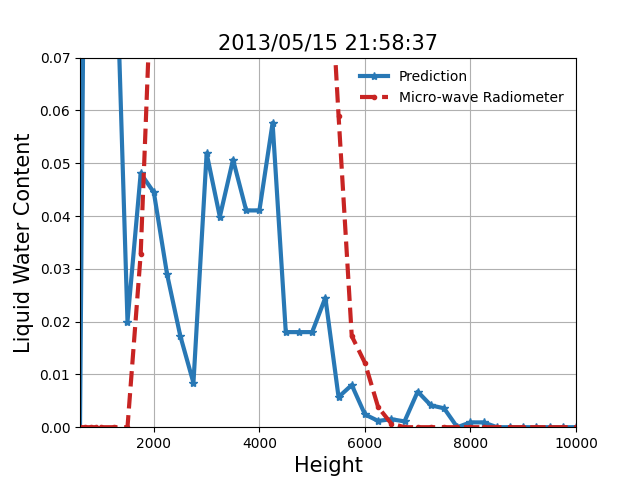 2013/05/15 21:58:37
0.07
0.06
0.05
0.04
0.03
0.02
0.01
0.00
Liquid Water Content
Prediction
Micro-wave Radiometer
2000 4000 6000 8000 10000
Height